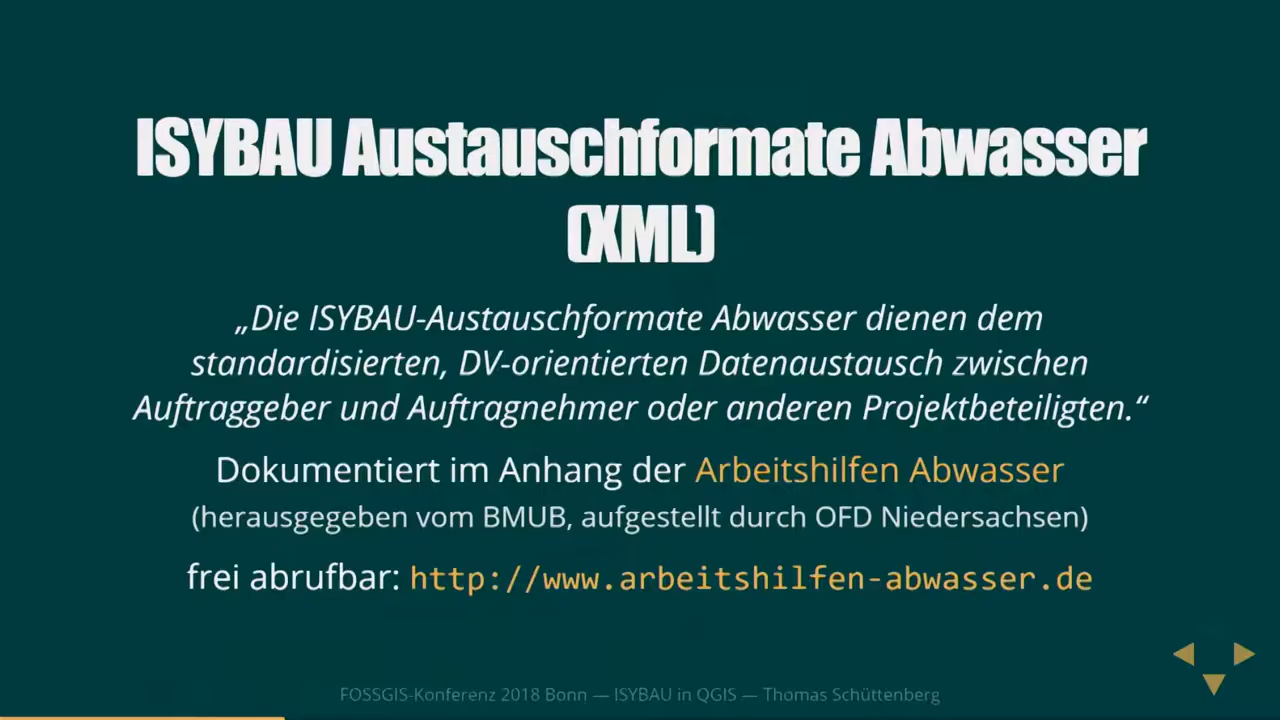 ISYBAU Austauschformate Abwasser
(XML)
„Die ISYBAU-Austauschformate Abwasser dienen dem
standardisierten, DV-orientierten Datenaustausch zwischen
Auftraggeber und Auftragnehmer oder anderen Projektbeteiligten.“
Dokumentiert im Anhang der Arbeitshilfen Abwasser
(herausgegeben vom BMUB, aufgestellt durch OFD Niedersachsen)
frei abrufbar: http://www.arbeitshilfen-abwasser.de
FOSSGIS-Konferenz 2018 Bonn — ISYBAU in QGIS — Thomas Schüttenberg